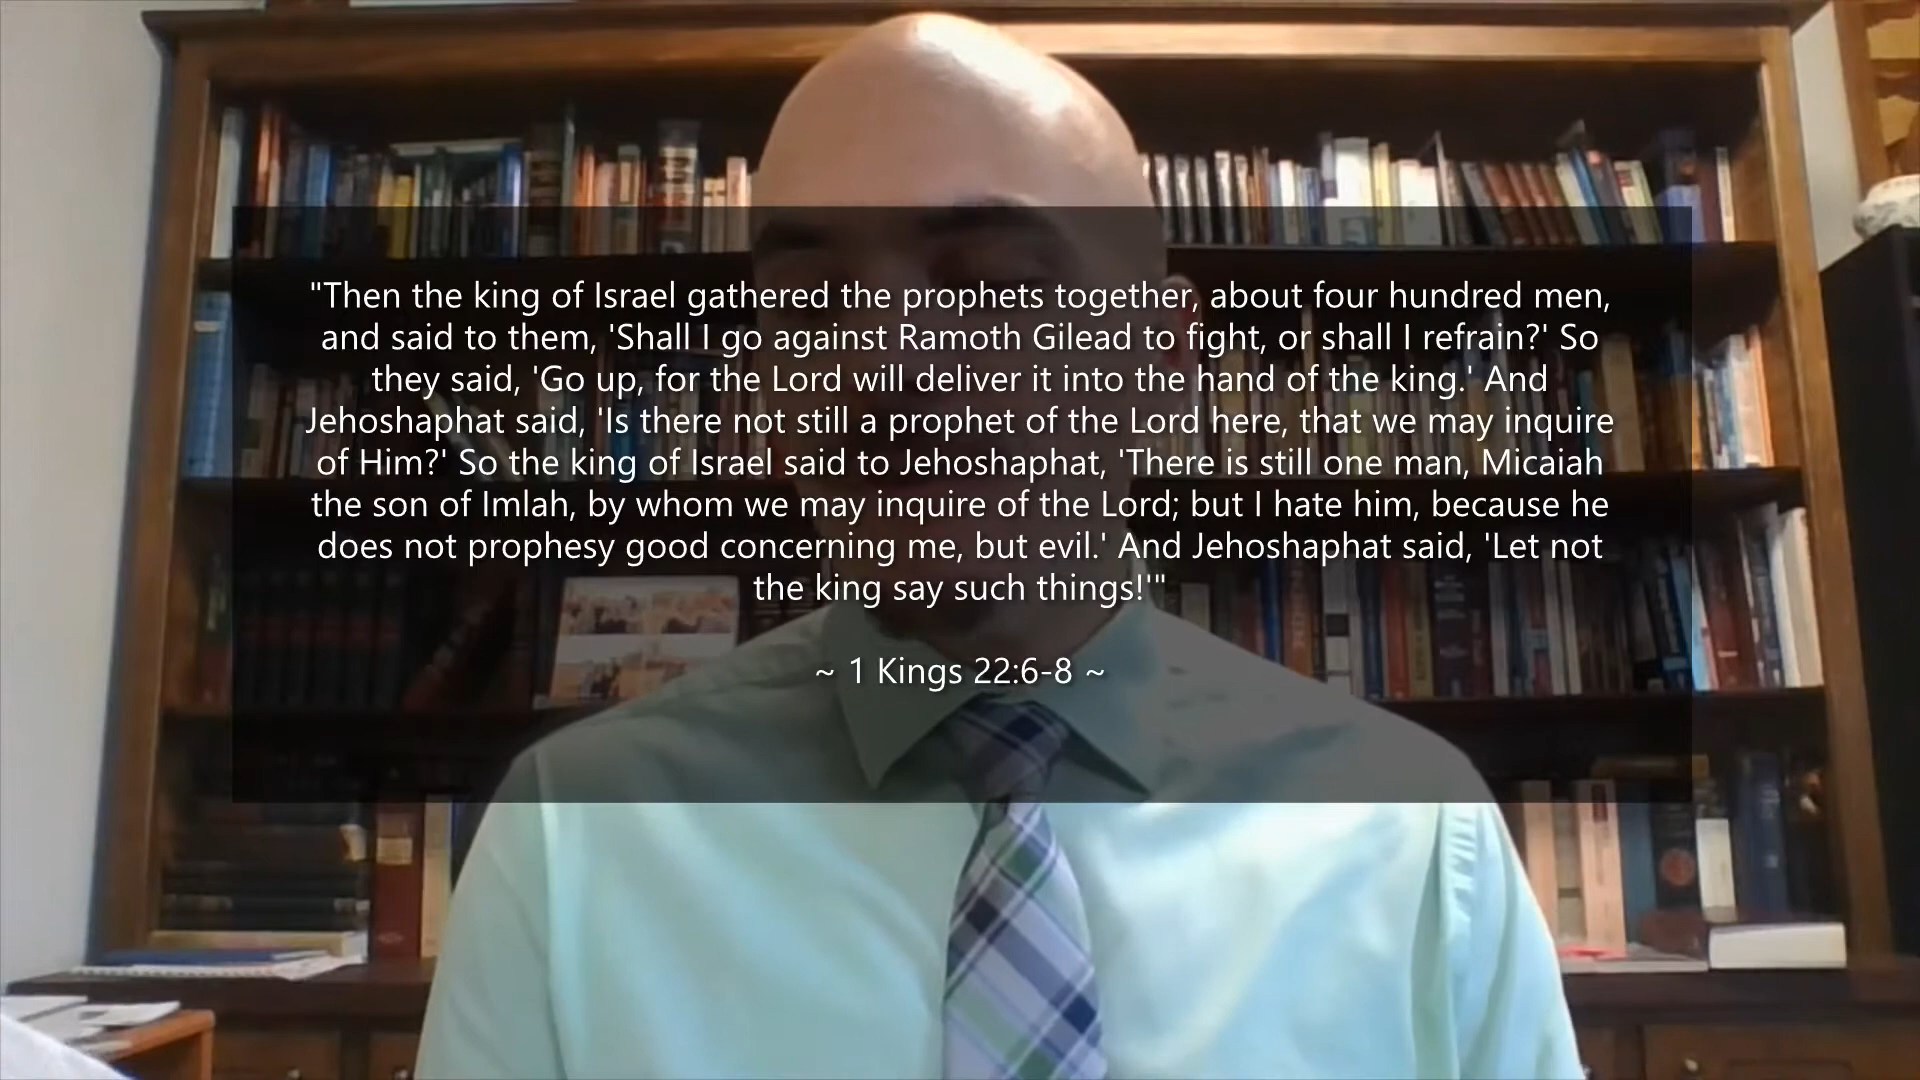 "Then the king of Israel gathered the prophets together, about four hundred men,
and said to them, 'Shall I go against Ramoth Gilead to fight, or shall I refrain?' So
they said, 'Go up, for the Lord will deliver it into the hand of the king.' And
Jehoshaphat said, 'Is there not still a prophet of the Lord here, that we may inquire
of Him?' So the king of Israel said to Jehoshaphat, 'There is still one man, Micaiah
the son of Imlah, by whom we may inquire of the Lord; but I hate him, because he
does not prophesy good concerning me, but evil.' And Jehoshaphat said, 'Let not
the king say such things!'"
~ 1 Kings 22:6-8 ~